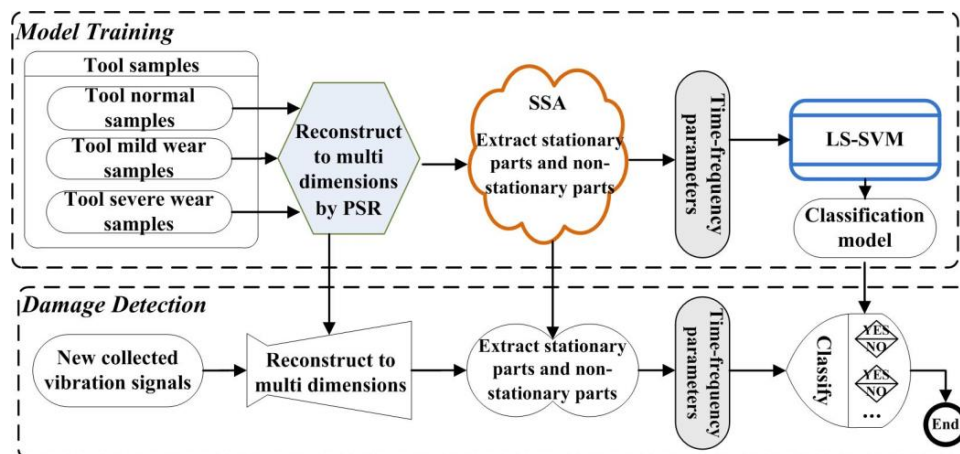 Model Training
Tool samples
Tool normal
samples
Tool mild wear
samples
Tool severe wear
samples
Reconstruct
to multi
dimensions
by PSR
SSA
Extract stationary
parts and non-
stationary parts
Time-frequency
parameters
LS-SVM
Classification
model
Damage Detection
New collected
vibration signals
Reconstruct to
multi dimensions
Extract stationary
parts and non-
stationary parts
Time-frequency
parameters
Classify
YES
NO
YES
NO
...
End